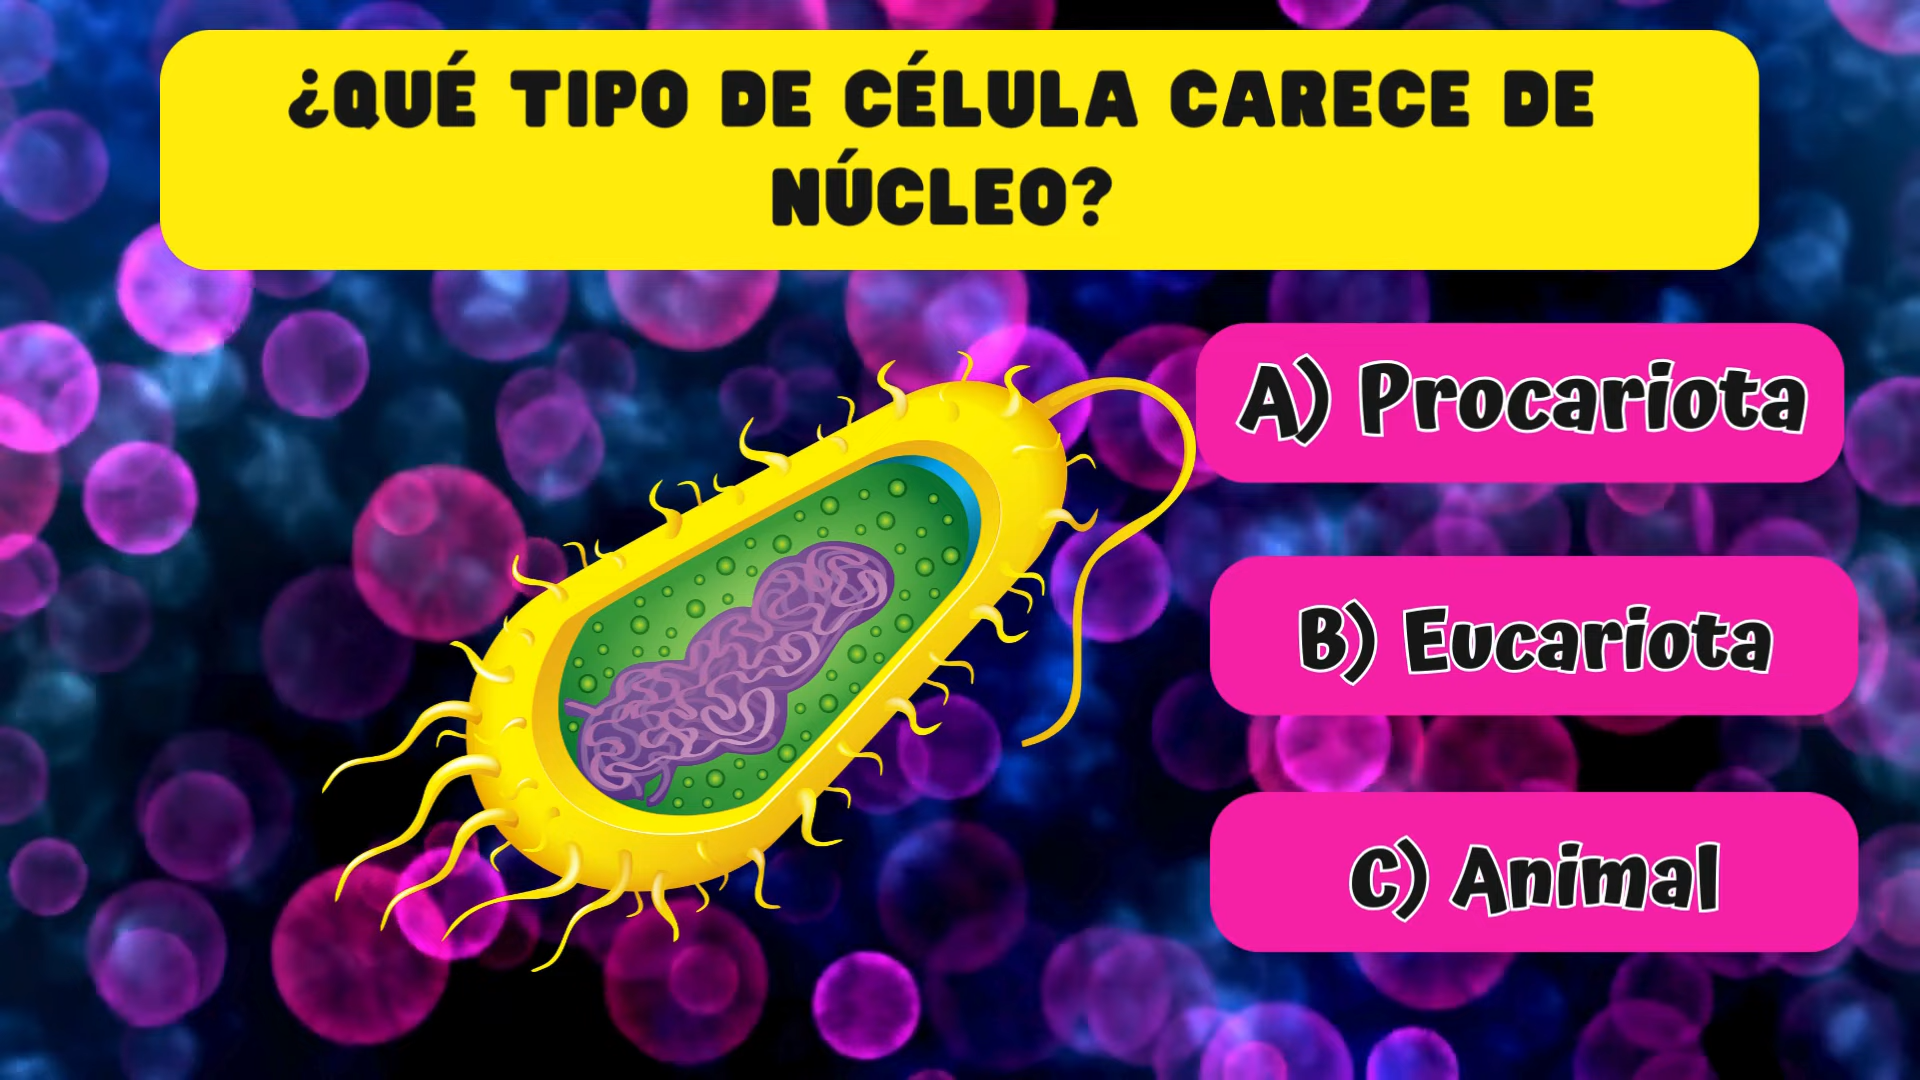 ¿QUÉ TIPO DE CÉLULA CARECE DE
NÚCLEO?
A) Procariota
B) Eucariota
C) Animal